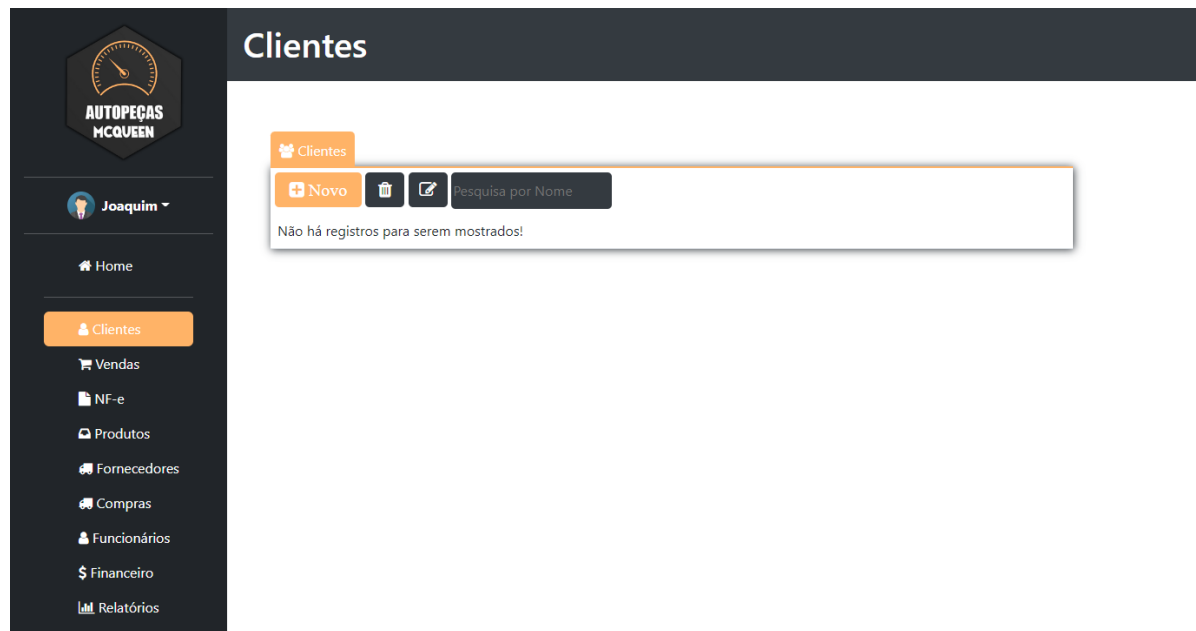 AUTOPEÇAS
MCQUEEN
Joaquim
Home
Clientes
Vendas
NF-e
Produtos
Fornecedores
Compras
Funcionários
$ Financeiro
Relatórios
Clientes
Clientes
Novo
Pesquisa por Nome
Não há registros para serem mostrados!